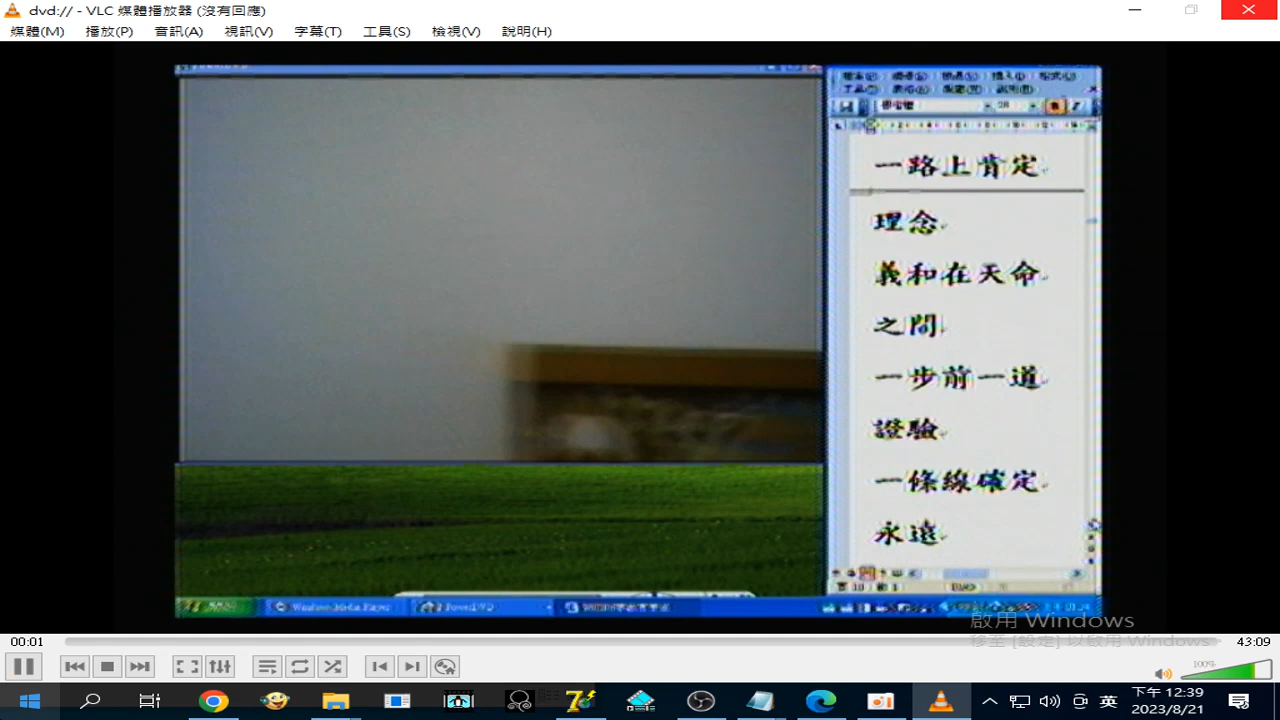 dvd:// - VLC 媒體播放器 (沒有回應)
媒體(M) 播放(P) 音訊(A) 視訊(V) 字幕(T) 工具(S) 檢視(V) 說明(H)
一路上肯定
理念
義和在天命
之間
一步前一道
證驗
一條線確定
永遠
Windows Media Player
PowerDVD
啟用 Windows
移至 [設定] 以啟用 Windows。
00:01
43:09
100%
英
下午 12:39
2023/8/21